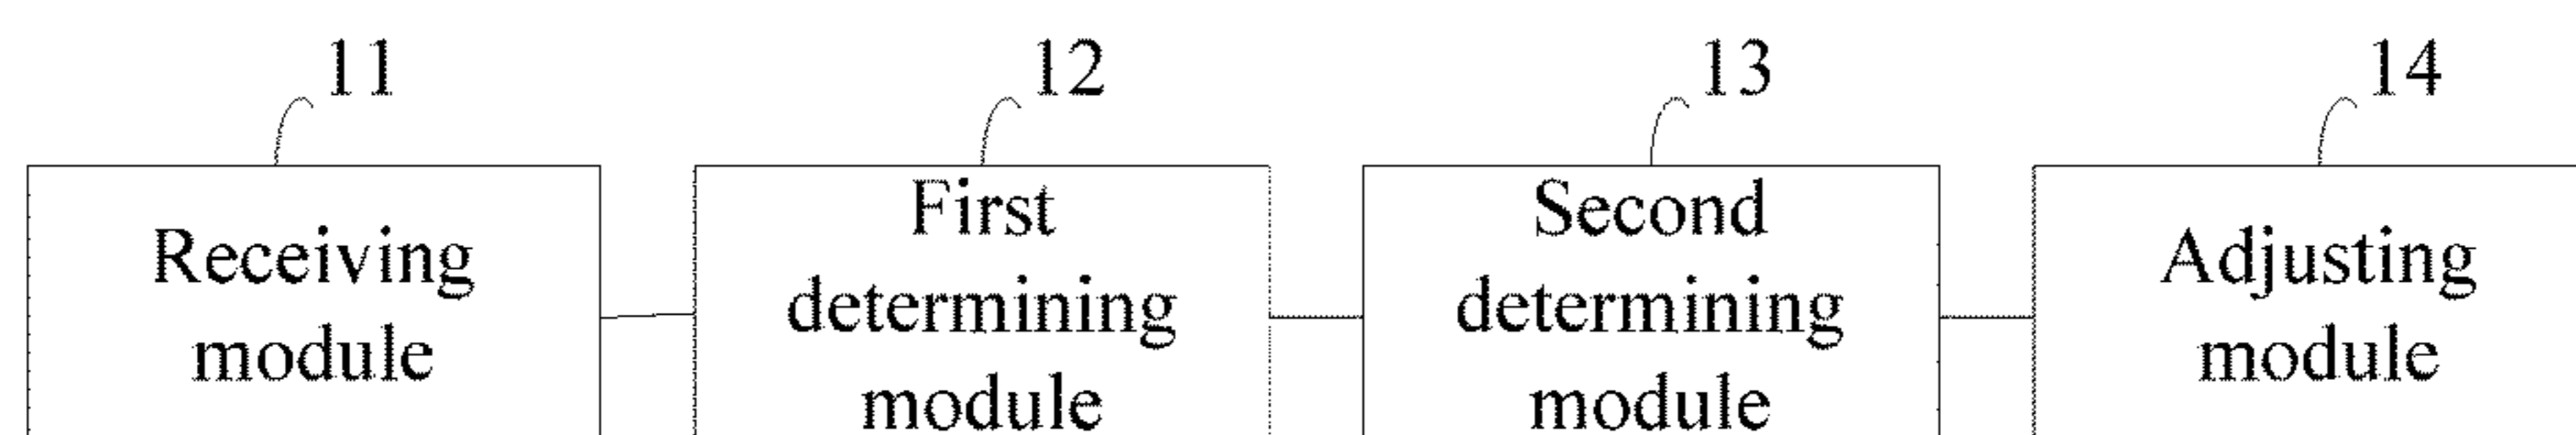 11
12
13
14
Receiving
module
First
determining
module
Second
determining
module
Adjusting
module